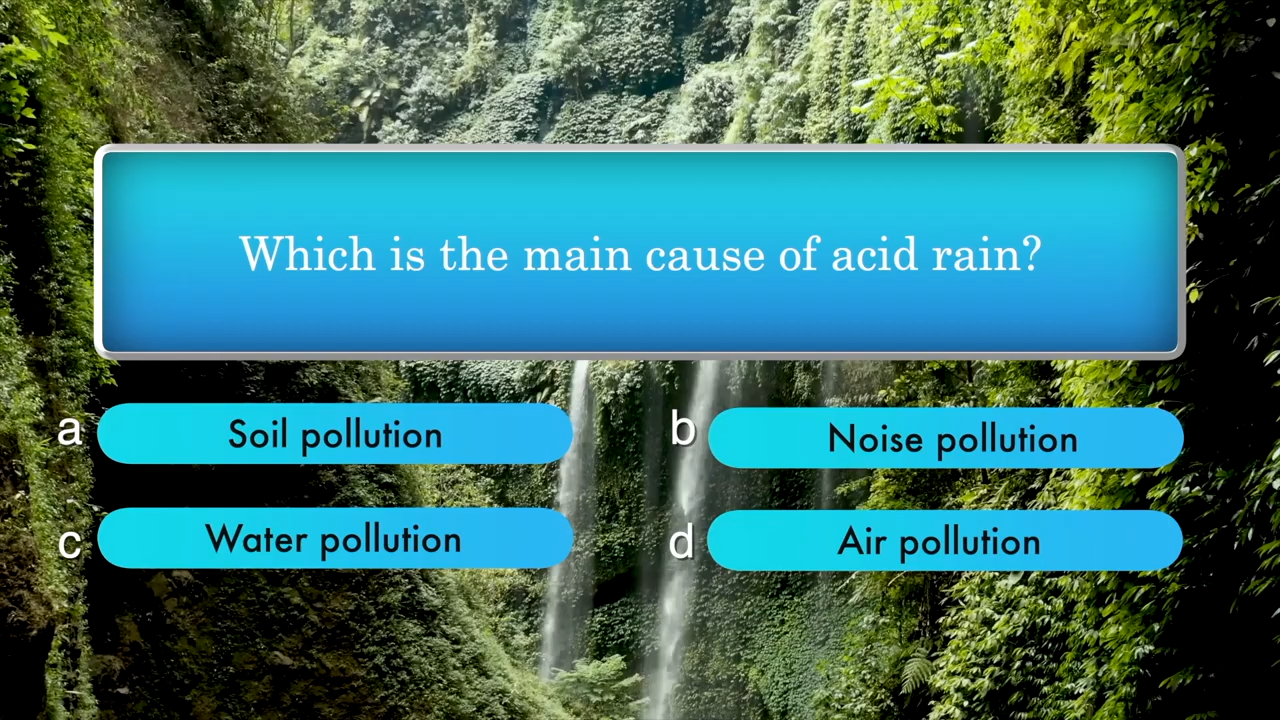 Which is the main cause of acid rain?
a Soil pollution
b Noise pollution
c Water pollution
d Air pollution